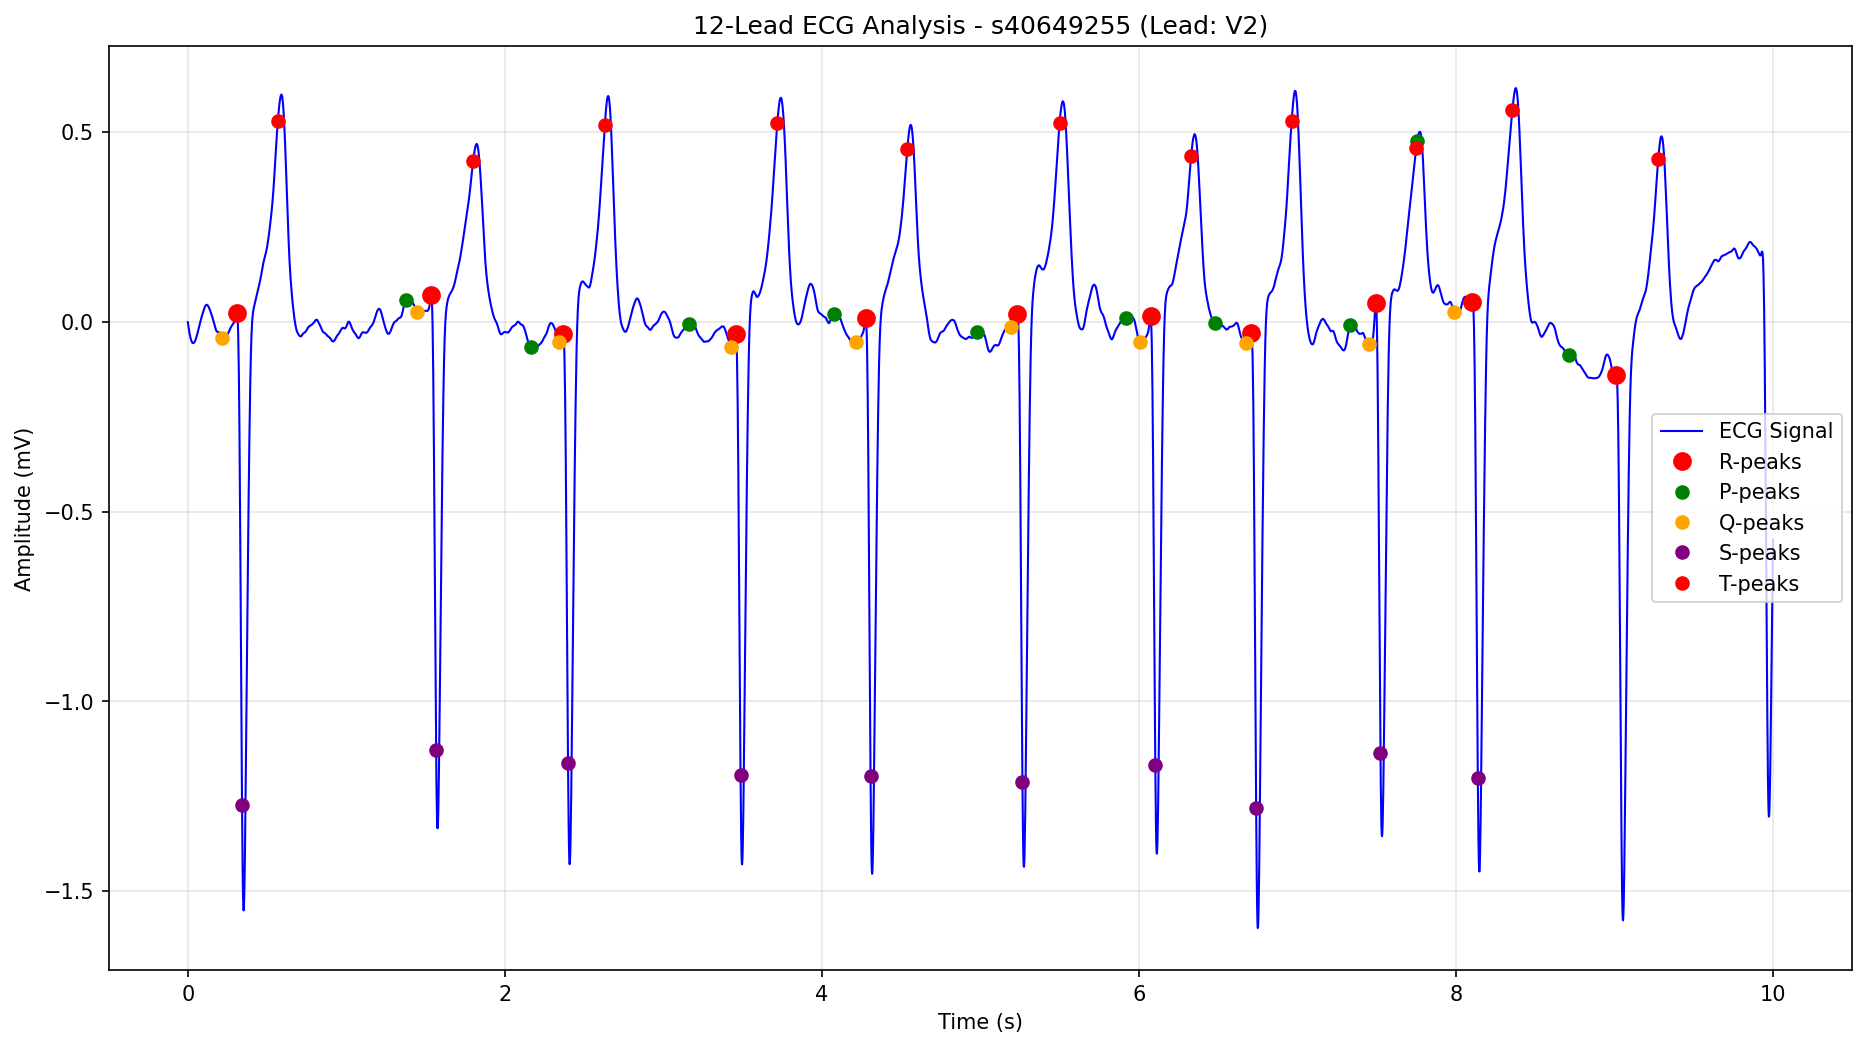 12-Lead ECG Analysis - s40649255 (Lead: V2)
Amplitude (mV)
0.5
0.0
−0.5
−1.0
−1.5
0
2
4
6
8
10
Time (s)
ECG Signal
R-peaks
P-peaks
Q-peaks
S-peaks
T-peaks